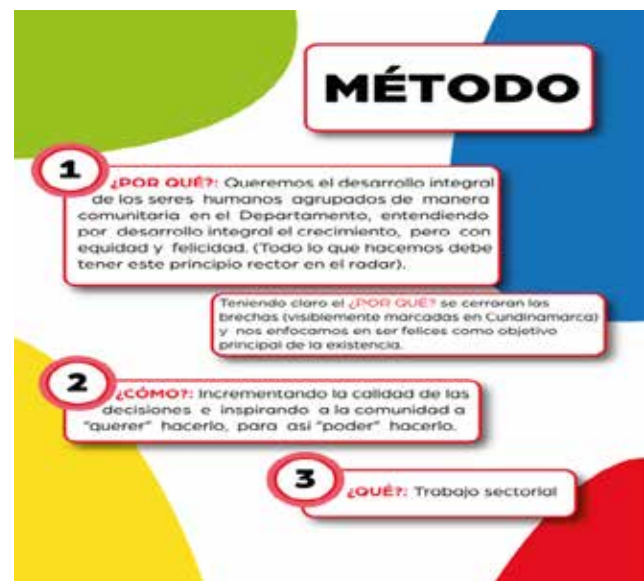 MÉTODO
1
¿POR QUÉ?: Queremos el desarrollo integral
de los seres humanos agrupados de manera
comunitaria en el Departamento, entendiendo
por desarrollo integral el crecimiento, pero con
equidad y felicidad. (Todo lo que hacemos debe
tener este principio rector en el radar).
Teniendo claro el ¿POR QUÉ? se cerraran las
brechas (visiblemente marcadas en Cundinamarca)
y nos enfocamos en ser felices como objetivo
principal de la existencia.
2
¿CÓMO?: Incrementando la calidad de las
decisiones e inspirando a la comunidad a
"querer" hacerlo, para asi "poder" hacerlo.
3
¿QUÉ?: Trabajo sectorial